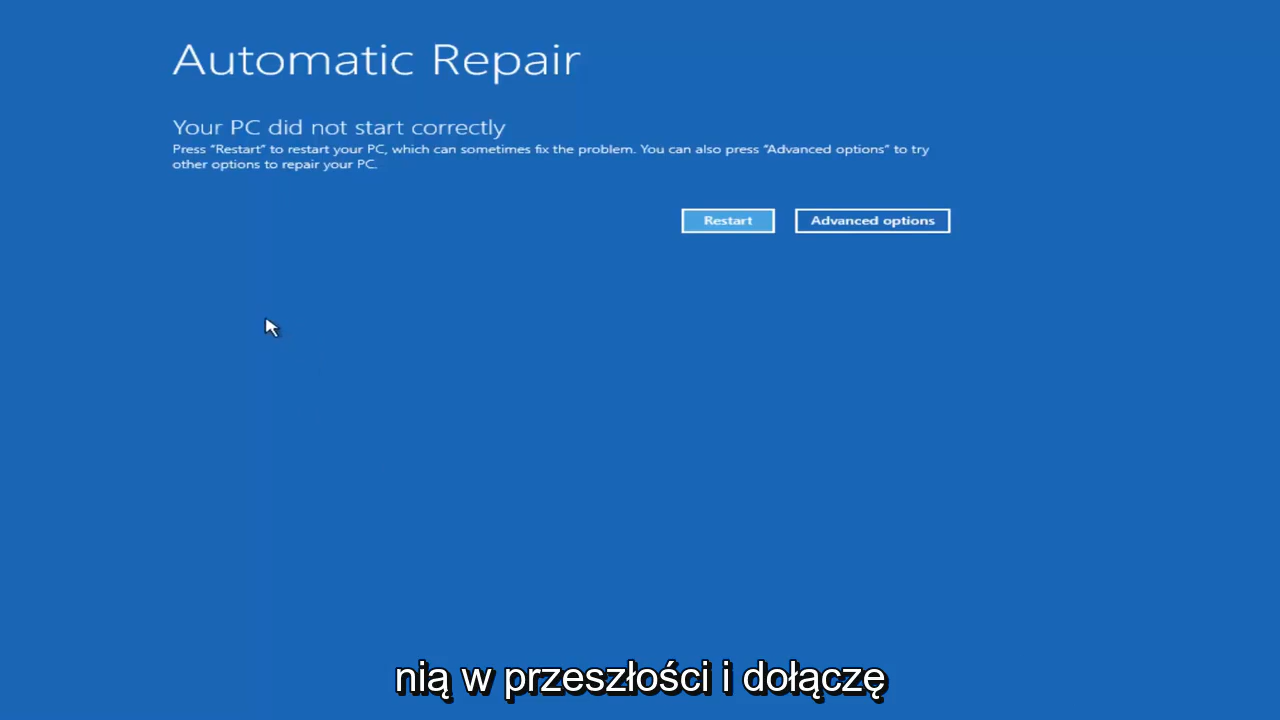 Automatic Repair
Your PC did not start correctly
Press “Restart” to restart your PC, which can sometimes fix the problem. You can also press “Advanced options” to try
other options to repair your PC.
Restart
Advanced options
nią w przeszłości i dołączę